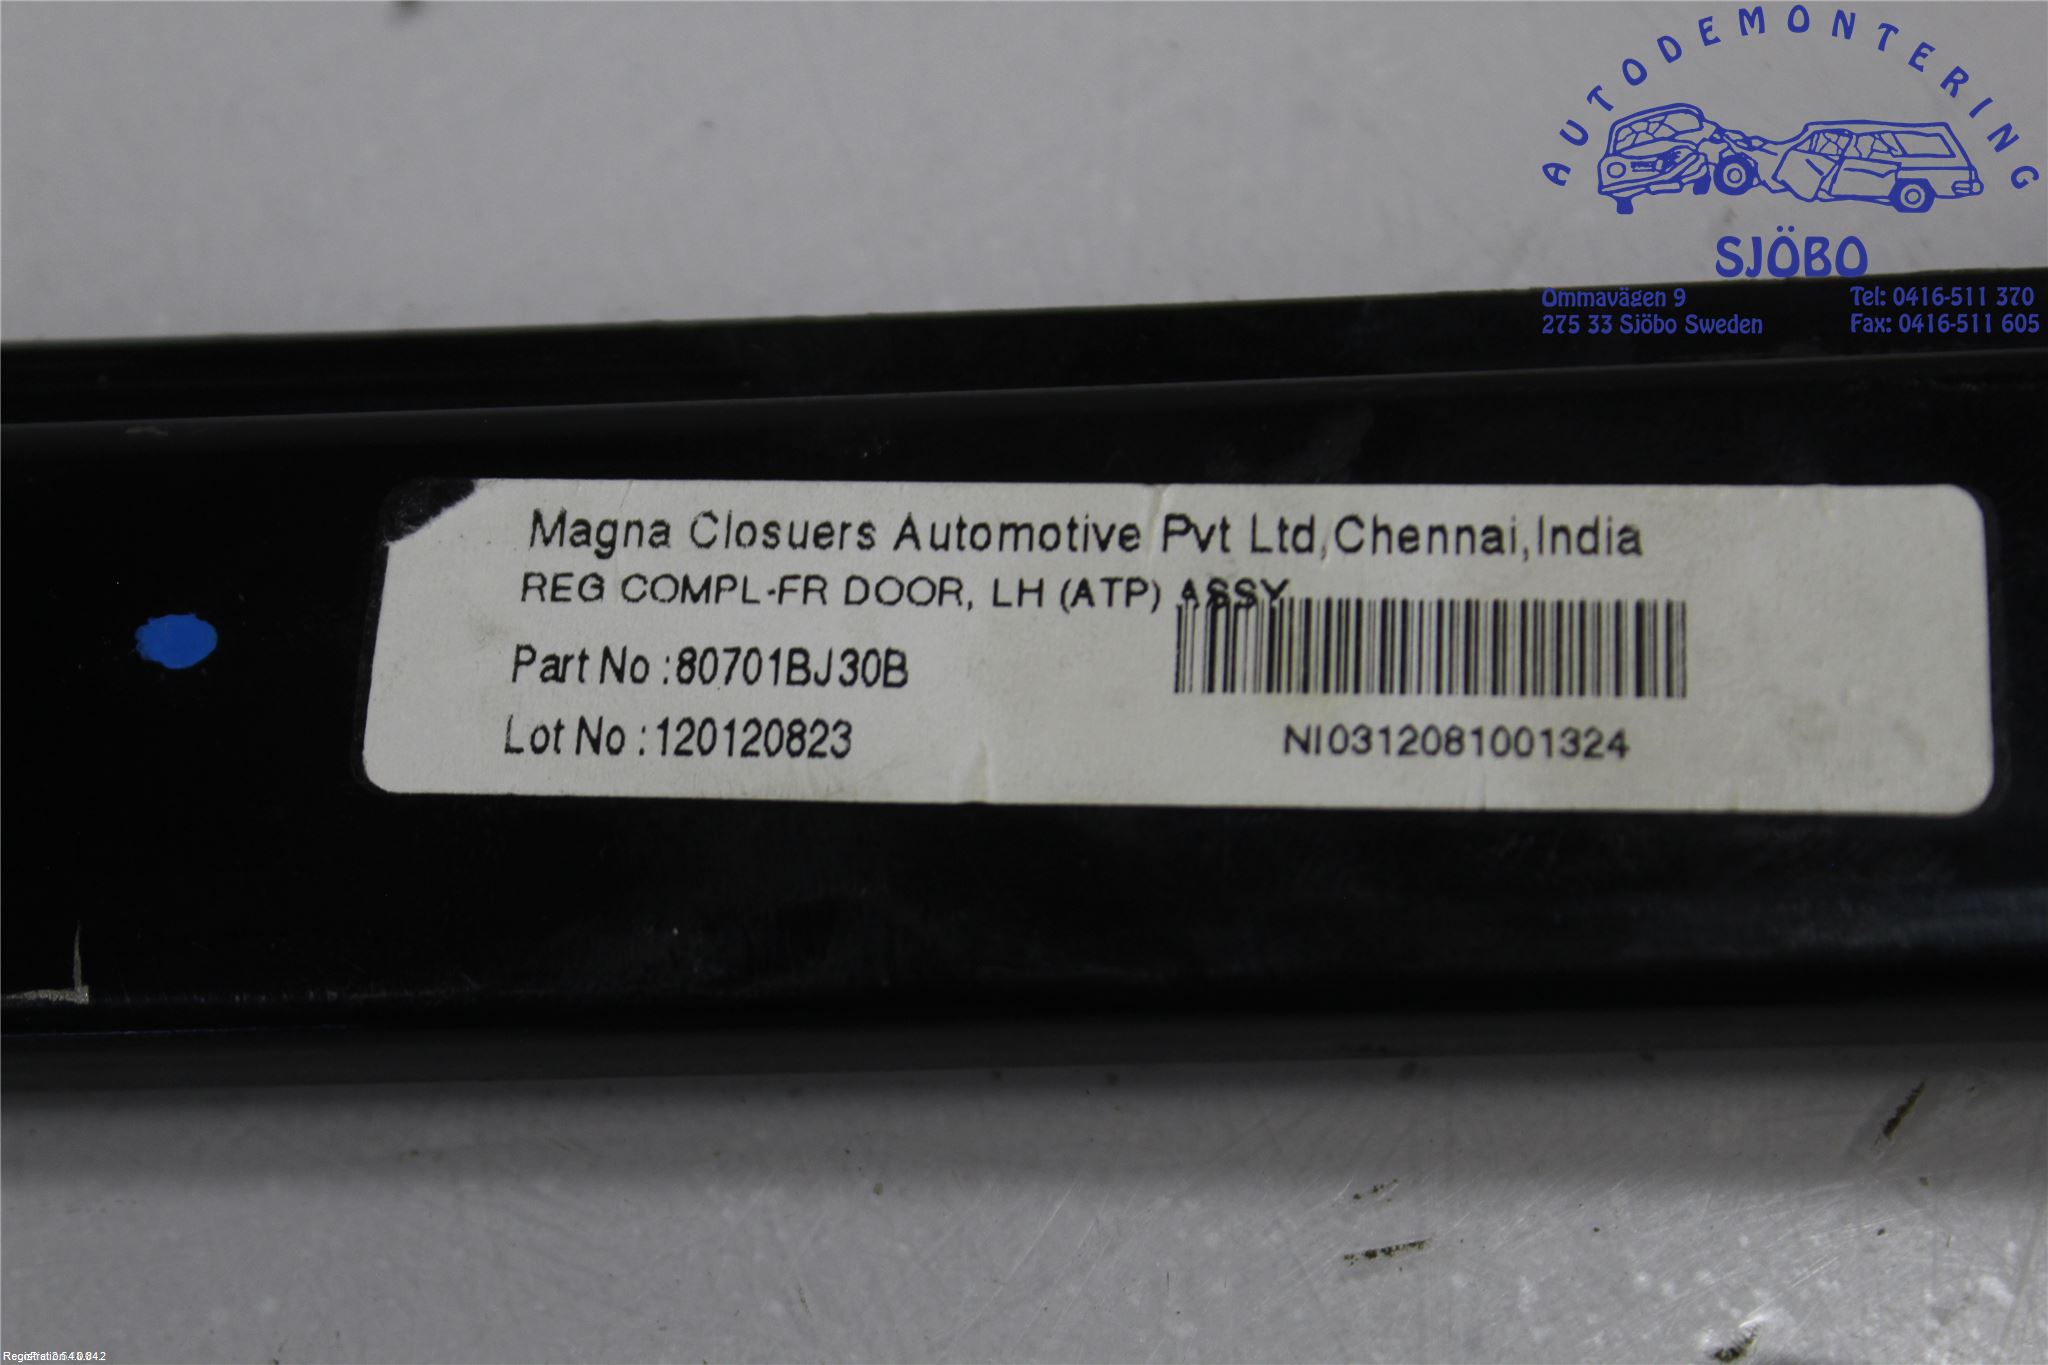 AUTODEMONTERING
SJÖBO
Ommavägen 9 Tel: 0416-511 370
275 33 Sjöbo Sweden Fax: 0416-511 605
Magna Closuers Automotive Pvt Ltd,Chennai,India
REG COMPL-FR DOOR, LH (ATP) ASSY
Part No :80701BJ30B
Lot No :120120823
NI0312081001324